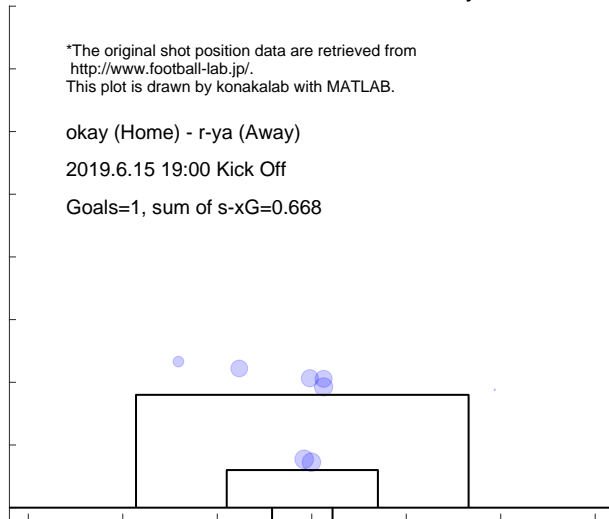 *The original shot position data are retrieved from
http://www.football-lab.jp/.
This plot is drawn by konakalab with MATLAB.
okay (Home) - r-ya (Away)
2019.6.15 19:00 Kick Off
Goals=1, sum of s-xG=0.668